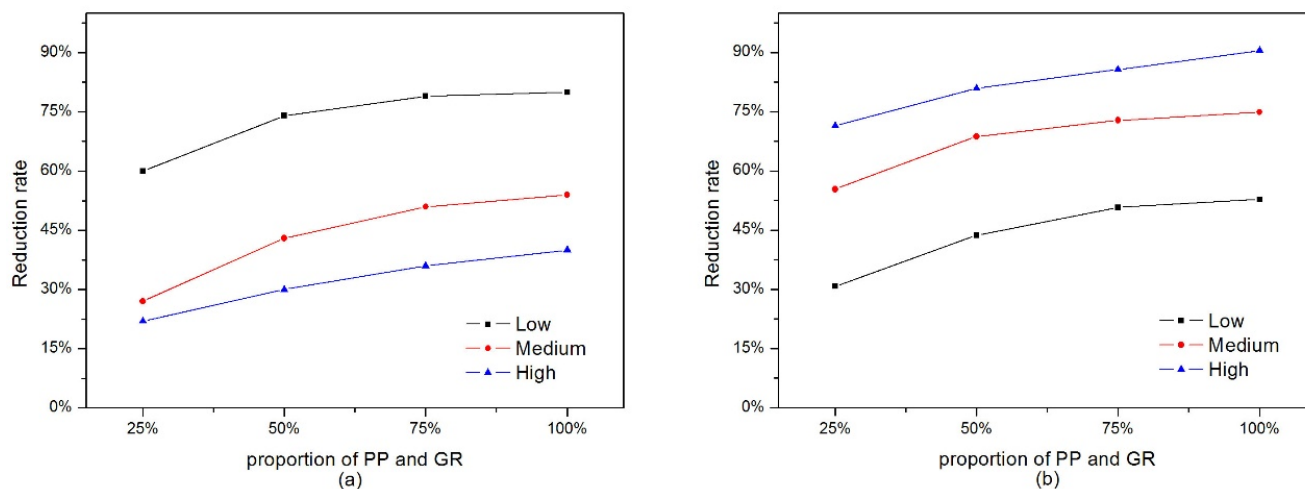 Reduction rate
90%
75%
60%
45%
30%
15%
0%
Low
Medium
High
25%
50%
75%
100%
proportion of PP and GR
(a)
Reduction rate
90%
75%
60%
45%
30%
15%
0%
Low
Medium
High
25%
50%
75%
100%
proportion of PP and GR
(b)